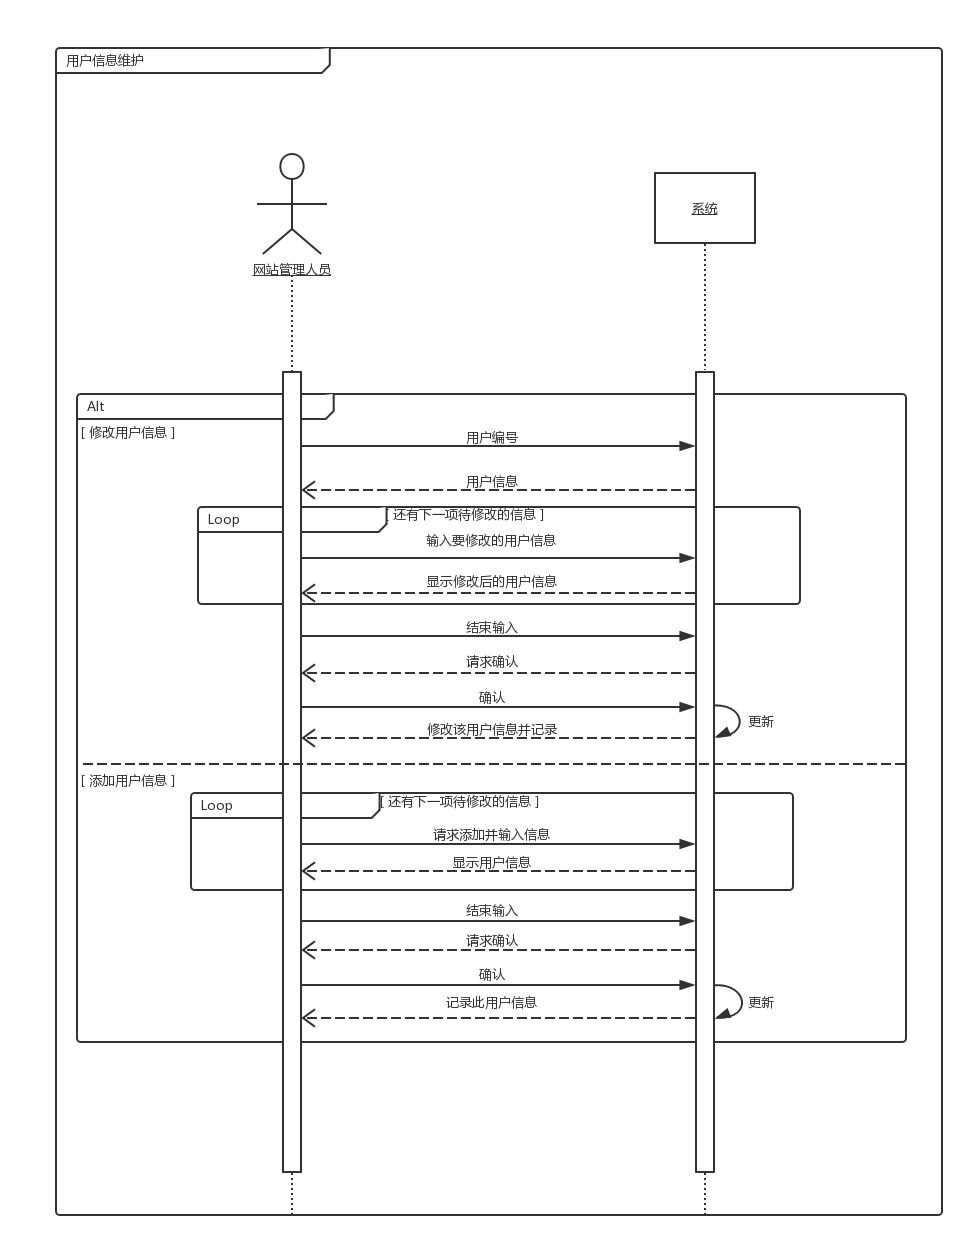 用户信息维护
系统
网站管理人员
Alt
[ 修改用户信息 ]
用户编号
用户信息
Loop
[ 还有下一项待修改的信息 ]
输入要修改的用户信息
显示修改后的用户信息
结束输入
请求确认
确认
更新
修改该用户信息并记录
[ 添加用户信息 ]
Loop
[ 还有下一项待修改的信息 ]
请求添加并输入信息
显示用户信息
结束输入
请求确认
确认
记录此用户信息
更新